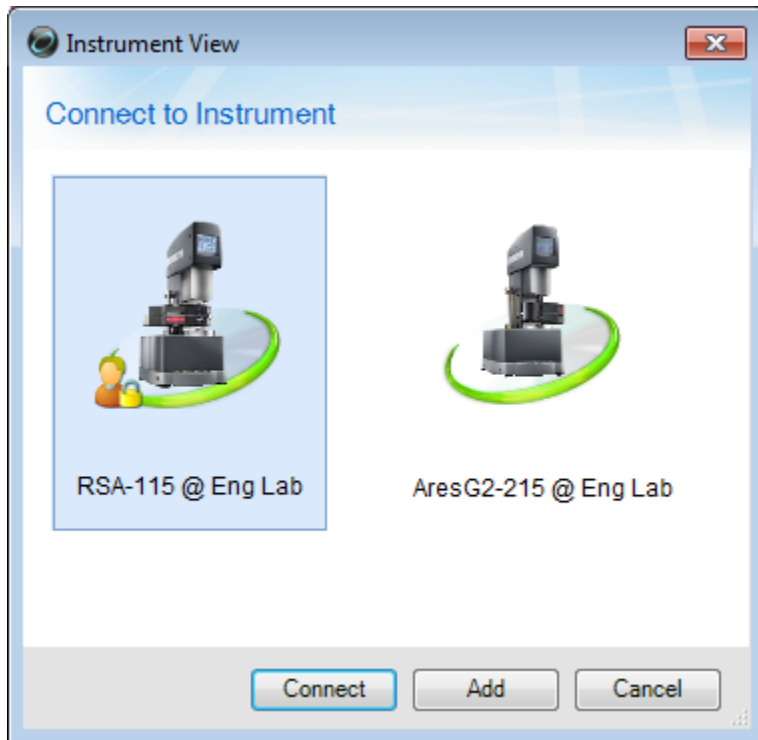 Instrument View
Connect to Instrument
RSA-115 @ Eng Lab
AresG2-215 @ Eng Lab
Connect
Add
Cancel